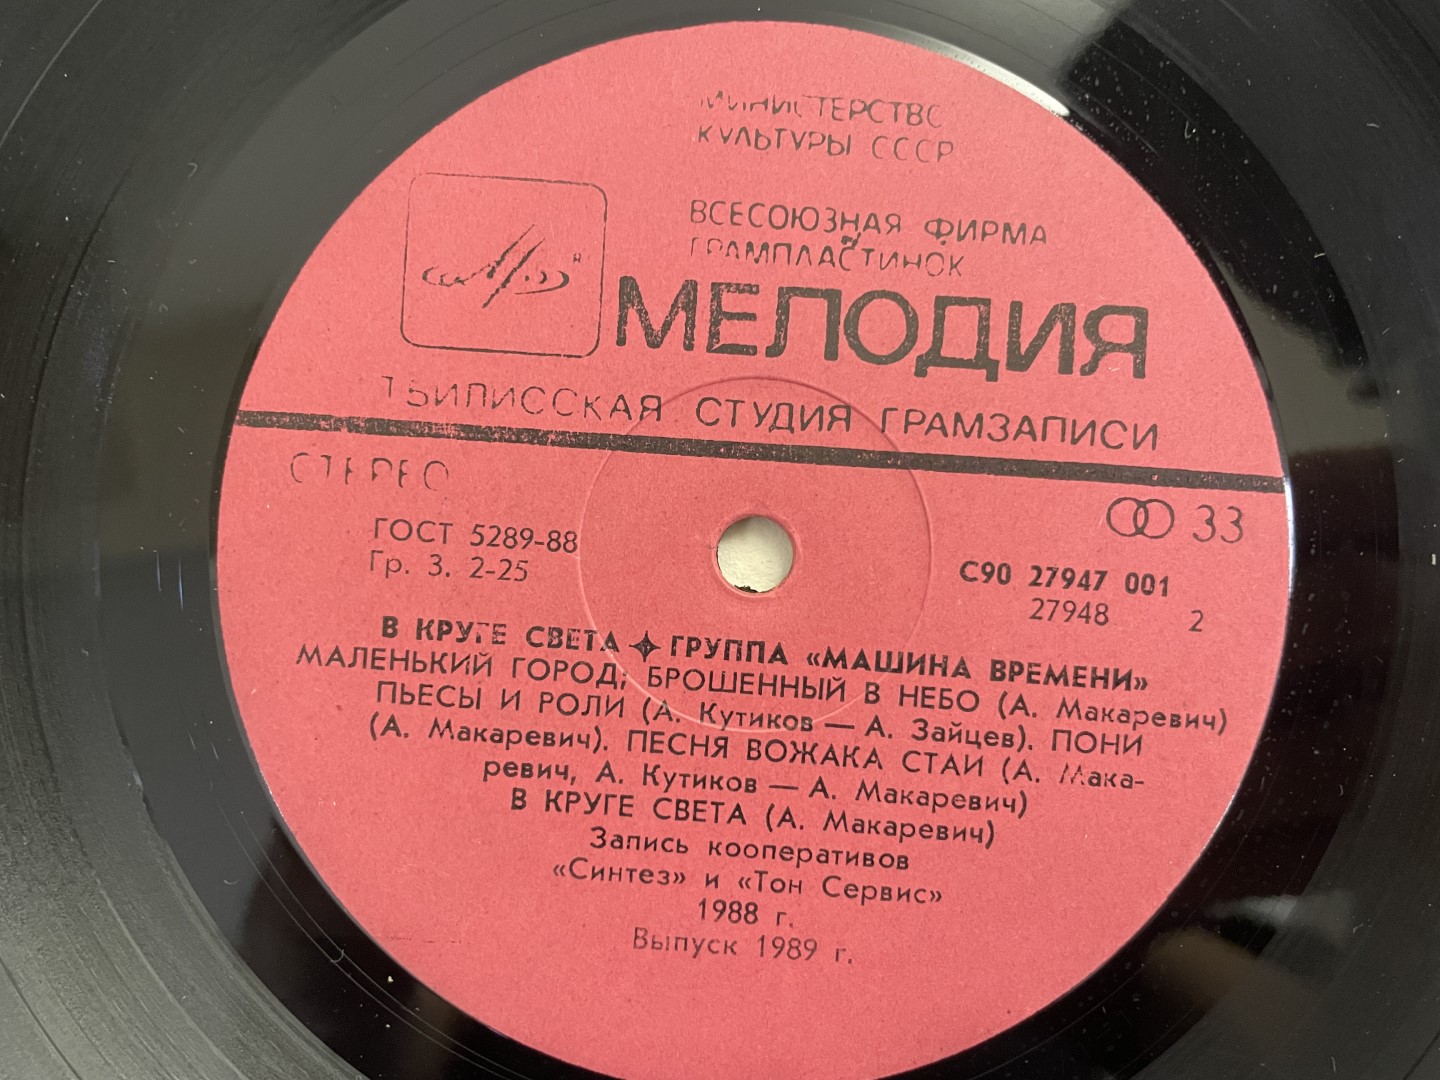 МИНИСТЕРСТВО
КУЛЬТУРЫ СССР
ВСЕСОЮЗНАЯ ФИРМА
ГРАМПЛАСТИНОК
МЕЛОДИЯ
ТБИЛИССКАЯ СТУДИЯ ГРАМЗАПИСИ
СТЕРЕО
33
ГОСТ 5289-88
Гр. 3. 2-25
С90 27947 001
27948 2
В КРУГЕ СВЕТА ✦ ГРУППА «МАШИНА ВРЕМЕНИ»
МАЛЕНЬКИЙ ГОРОД; БРОШЕННЫЙ В НЕБО (А. Макаревич)
ПЬЕСЫ И РОЛИ (А. Кутиков — А. Зайцев). ПОНИ
(А. Макаревич). ПЕСНЯ ВОЖАКА СТАИ (А. Мака-
ревич, А. Кутиков — А. Макаревич)
В КРУГЕ СВЕТА (А. Макаревич)
Запись кооперативов
«Синтез» и «Тон Сервис»
1988 г.
Выпуск 1989 г.